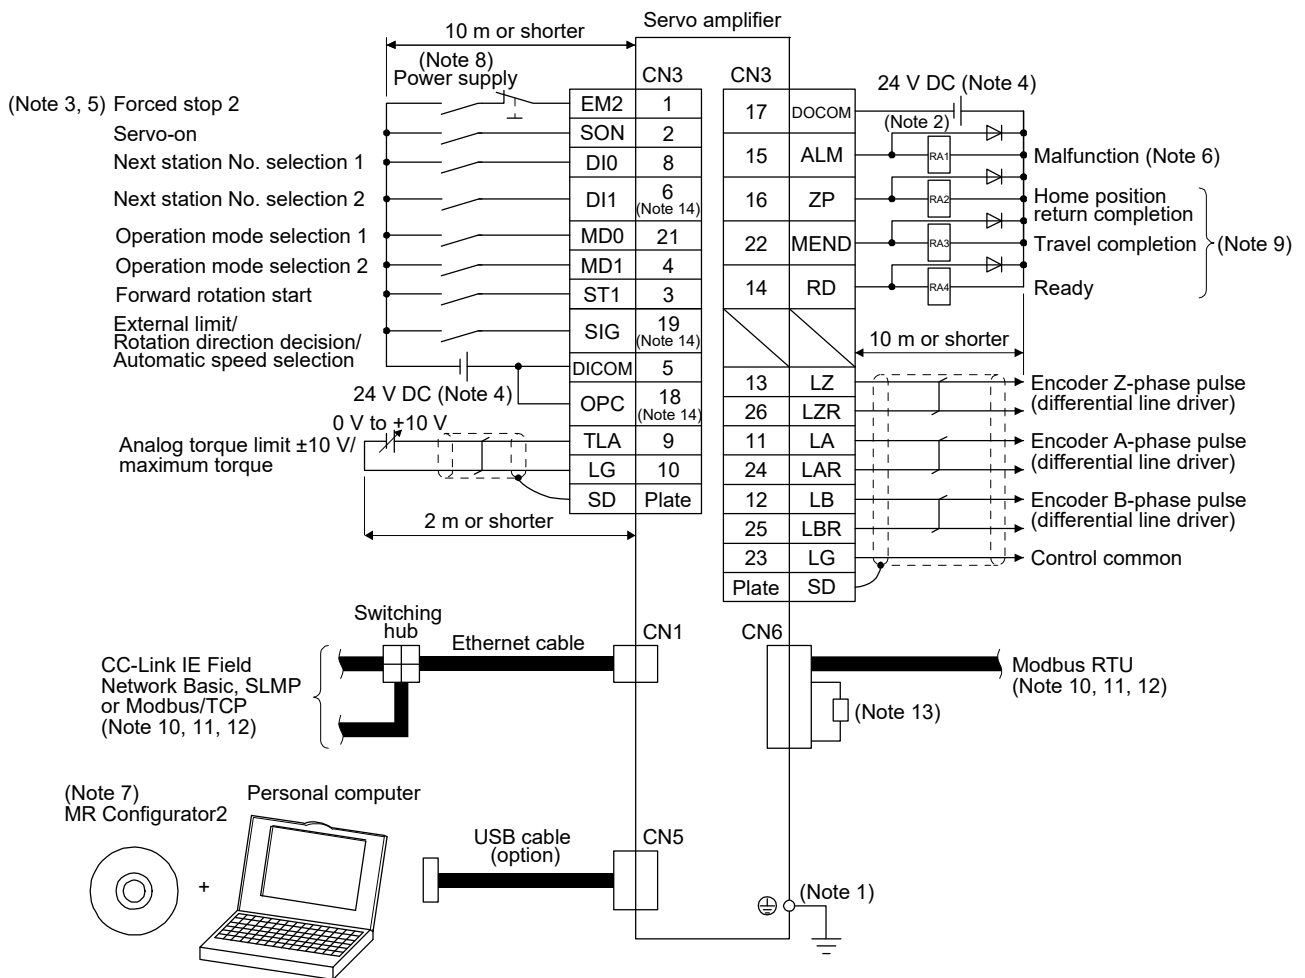 Servo amplifier
10 m or shorter
(Note 8)
Power supply
CN3
CN3
24 V DC (Note 4)
(Note 3, 5) Forced stop 2
EM2 1
Servo-on
SON 2
Next station No. selection 1
DI0 8
Next station No. selection 2
DI1 6
(Note 14)
Operation mode selection 1
MD0 21
Operation mode selection 2
MD1 4
Forward rotation start
ST1 3
External limit/
Rotation direction decision/
Automatic speed selection
SIG 19
(Note 14)
DICOM 5
24 V DC (Note 4)
OPC 18
(Note 14)
0 V to +10 V
Analog torque limit ±10 V/
maximum torque
TLA 9
LG 10
SD Plate
2 m or shorter
17 DOCOM
(Note 2)
15 ALM RA1 Malfunction (Note 6)
16 ZP RA2 Home position
return completion
22 MEND RA3 Travel completion
(Note 9)
14 RD RA4 Ready
10 m or shorter
13 LZ Encoder Z-phase pulse
26 LZR (differential line driver)
11 LA Encoder A-phase pulse
24 LAR (differential line driver)
12 LB Encoder B-phase pulse
25 LBR (differential line driver)
23 LG Control common
Plate SD
Switching
hub
Ethernet cable
CN1
CN6
CC-Link IE Field
Network Basic, SLMP
or Modbus/TCP
(Note 10, 11, 12)
Modbus RTU
(Note 10, 11, 12)
(Note 13)
(Note 7)
MR Configurator2
Personal computer
+
USB cable
(option)
CN5
(Note 1)